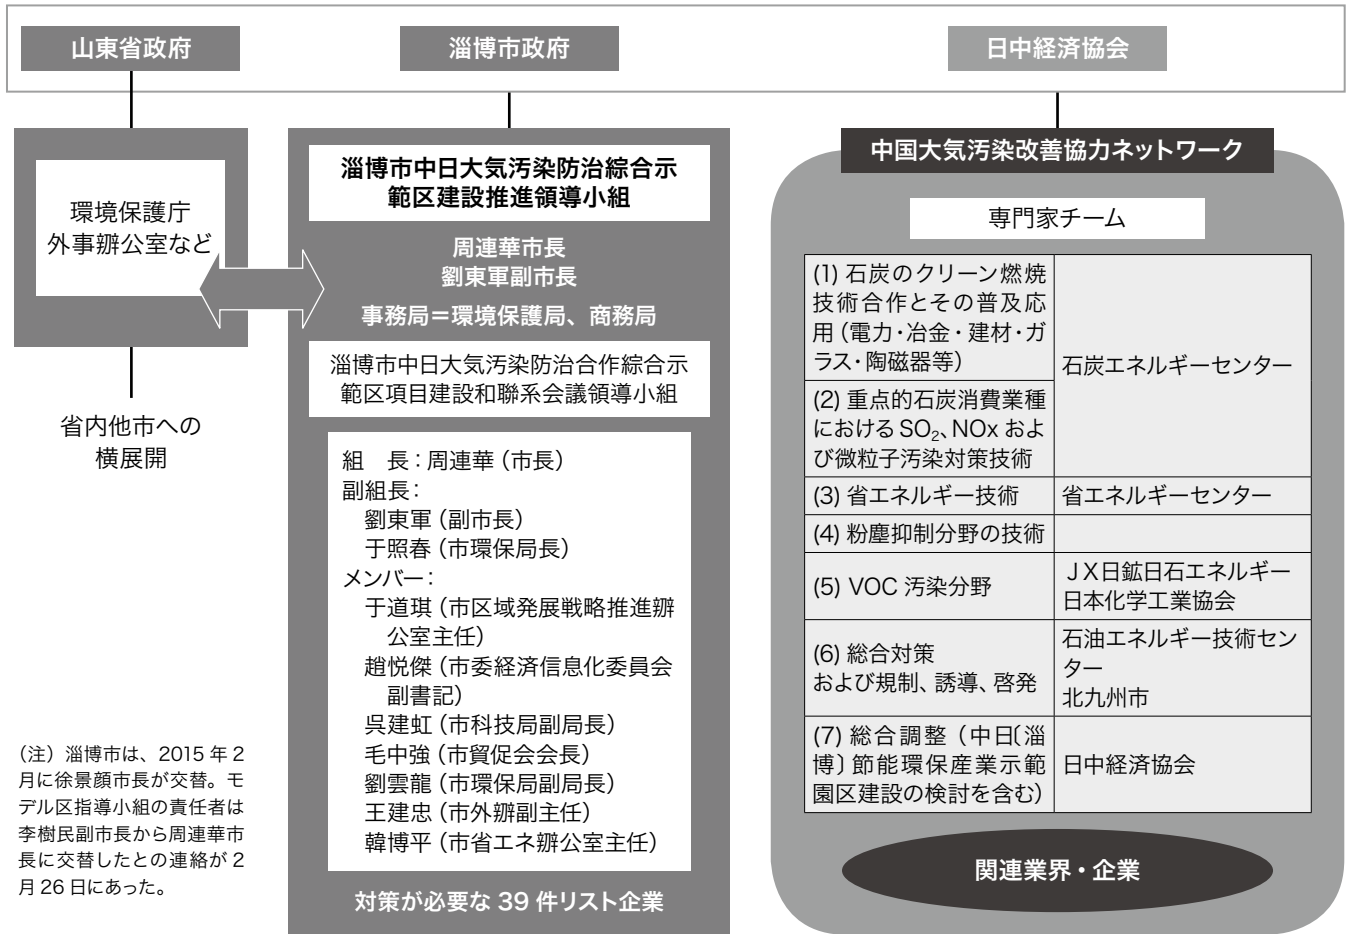 山東省政府
淄博市政府
日中経済協会
環境保護庁
外事辦公室など
省内他市への
横展開
(注) 淄博市は、2015 年 2
月に徐景顔市長が交替。モ
デル区指導小組の責任者は
李樹民副市長から周連華市
長に交替したとの連絡が 2
月 26 日にあった。
淄博市中日大気汚染防治綜合示
範区建設推進領導小組
周連華市長
劉東軍副市長
事務局=環境保護局、商務局
淄博市中日大気汚染防治合作綜合示
範区項目建設和聯系会議領導小組
組 長:周連華(市長)
副組長:
劉東軍(副市長)
于照春(市環保局長)
メンバー:
于道琪(市区域発展戦略推進辦
公室主任)
趙悦傑(市委経済信息化委員会
副書記)
呉建虹(市科技局副局長)
毛中強(市貿促会会長)
劉雲龍(市環保局副局長)
王建忠(市外辦副主任)
韓博平(市省エネ辦公室主任)
対策が必要な 39 件リスト企業
中国大気汚染改善協力ネットワーク
専門家チーム
(1) 石炭のクリーン燃焼
技術合作とその普及応
用(電力・冶金・建材・ガ
ラス・陶磁器等)
石炭エネルギーセンター
(2) 重点的石炭消費業種
における SO₂、NOx およ
び微粒子汚染対策技術
(3) 省エネルギー技術
省エネルギーセンター
(4) 粉塵抑制分野の技術
(5) VOC 汚染分野
JX日鉱日石エネルギー
日本化学工業協会
(6) 総合対策
および規制、誘導、啓発
石油エネルギー技術セン
ター
北九州市
(7) 総合調整(中日〔淄
博〕節能環保産業示範
園区建設の検討を含む)
日中経済協会
関連業界・企業